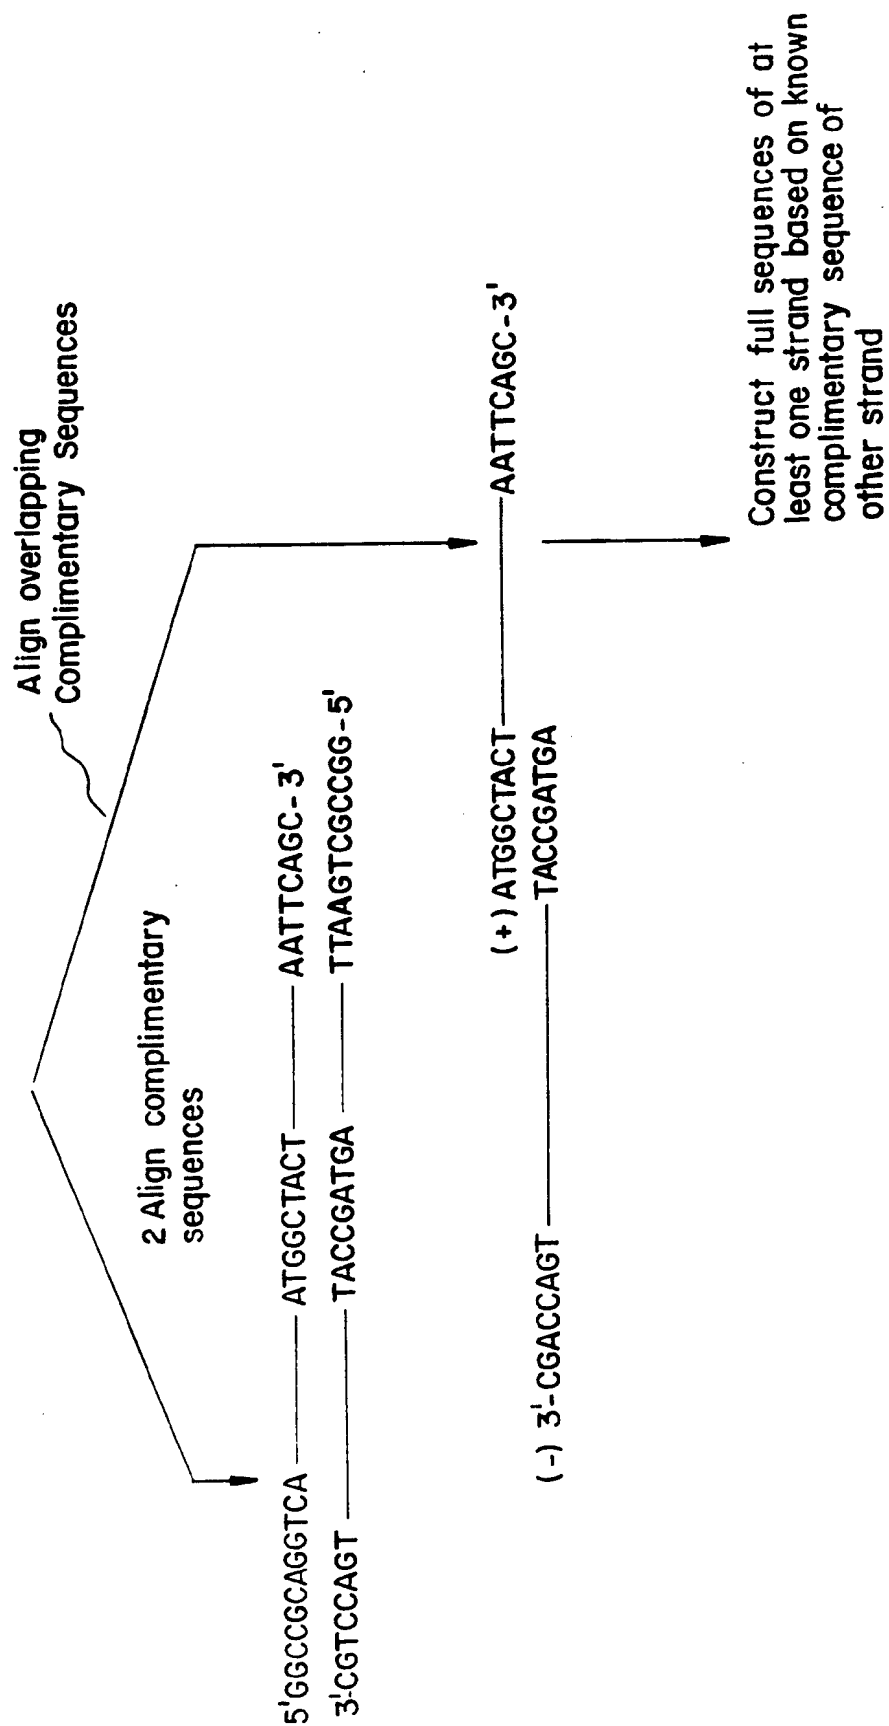 Align overlapping
Complimentary Sequences
2 Align complimentary
sequences
5'GGCCGCAGGTCA ATGGCTACT AATTCAGC-3'
3'-CGTCCAGT TACCGATGA TTAAGTCGCCGG-5'
(+) ATGGCTACT AATTCAGC-3'
(-) 3'-CGACCAGT TACCGATGA
Construct full sequences of at
least one strand based on known
complimentary sequence of
other strand